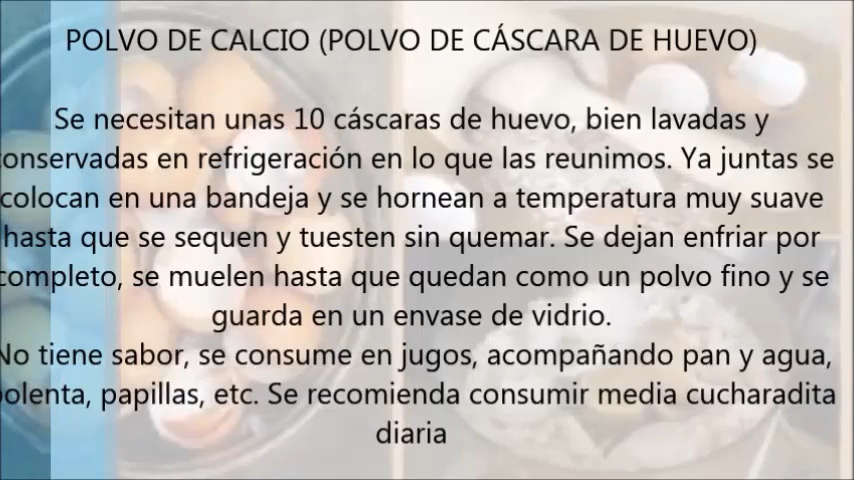 POLVO DE CALCIO (POLVO DE CÁSCARA DE HUEVO)
Se necesitan unas 10 cáscaras de huevo, bien lavadas y
conservadas en refrigeración en lo que las reunimos. Ya juntas se
colocan en una bandeja y se hornean a temperatura muy suave
hasta que se sequen y tuesten sin quemar. Se dejan enfriar por
completo, se muelen hasta que quedan como un polvo fino y se
guarda en un envase de vidrio.
No tiene sabor, se consume en jugos, acompañando pan y agua,
polenta, papillas, etc. Se recomienda consumir media cucharadita
diaria